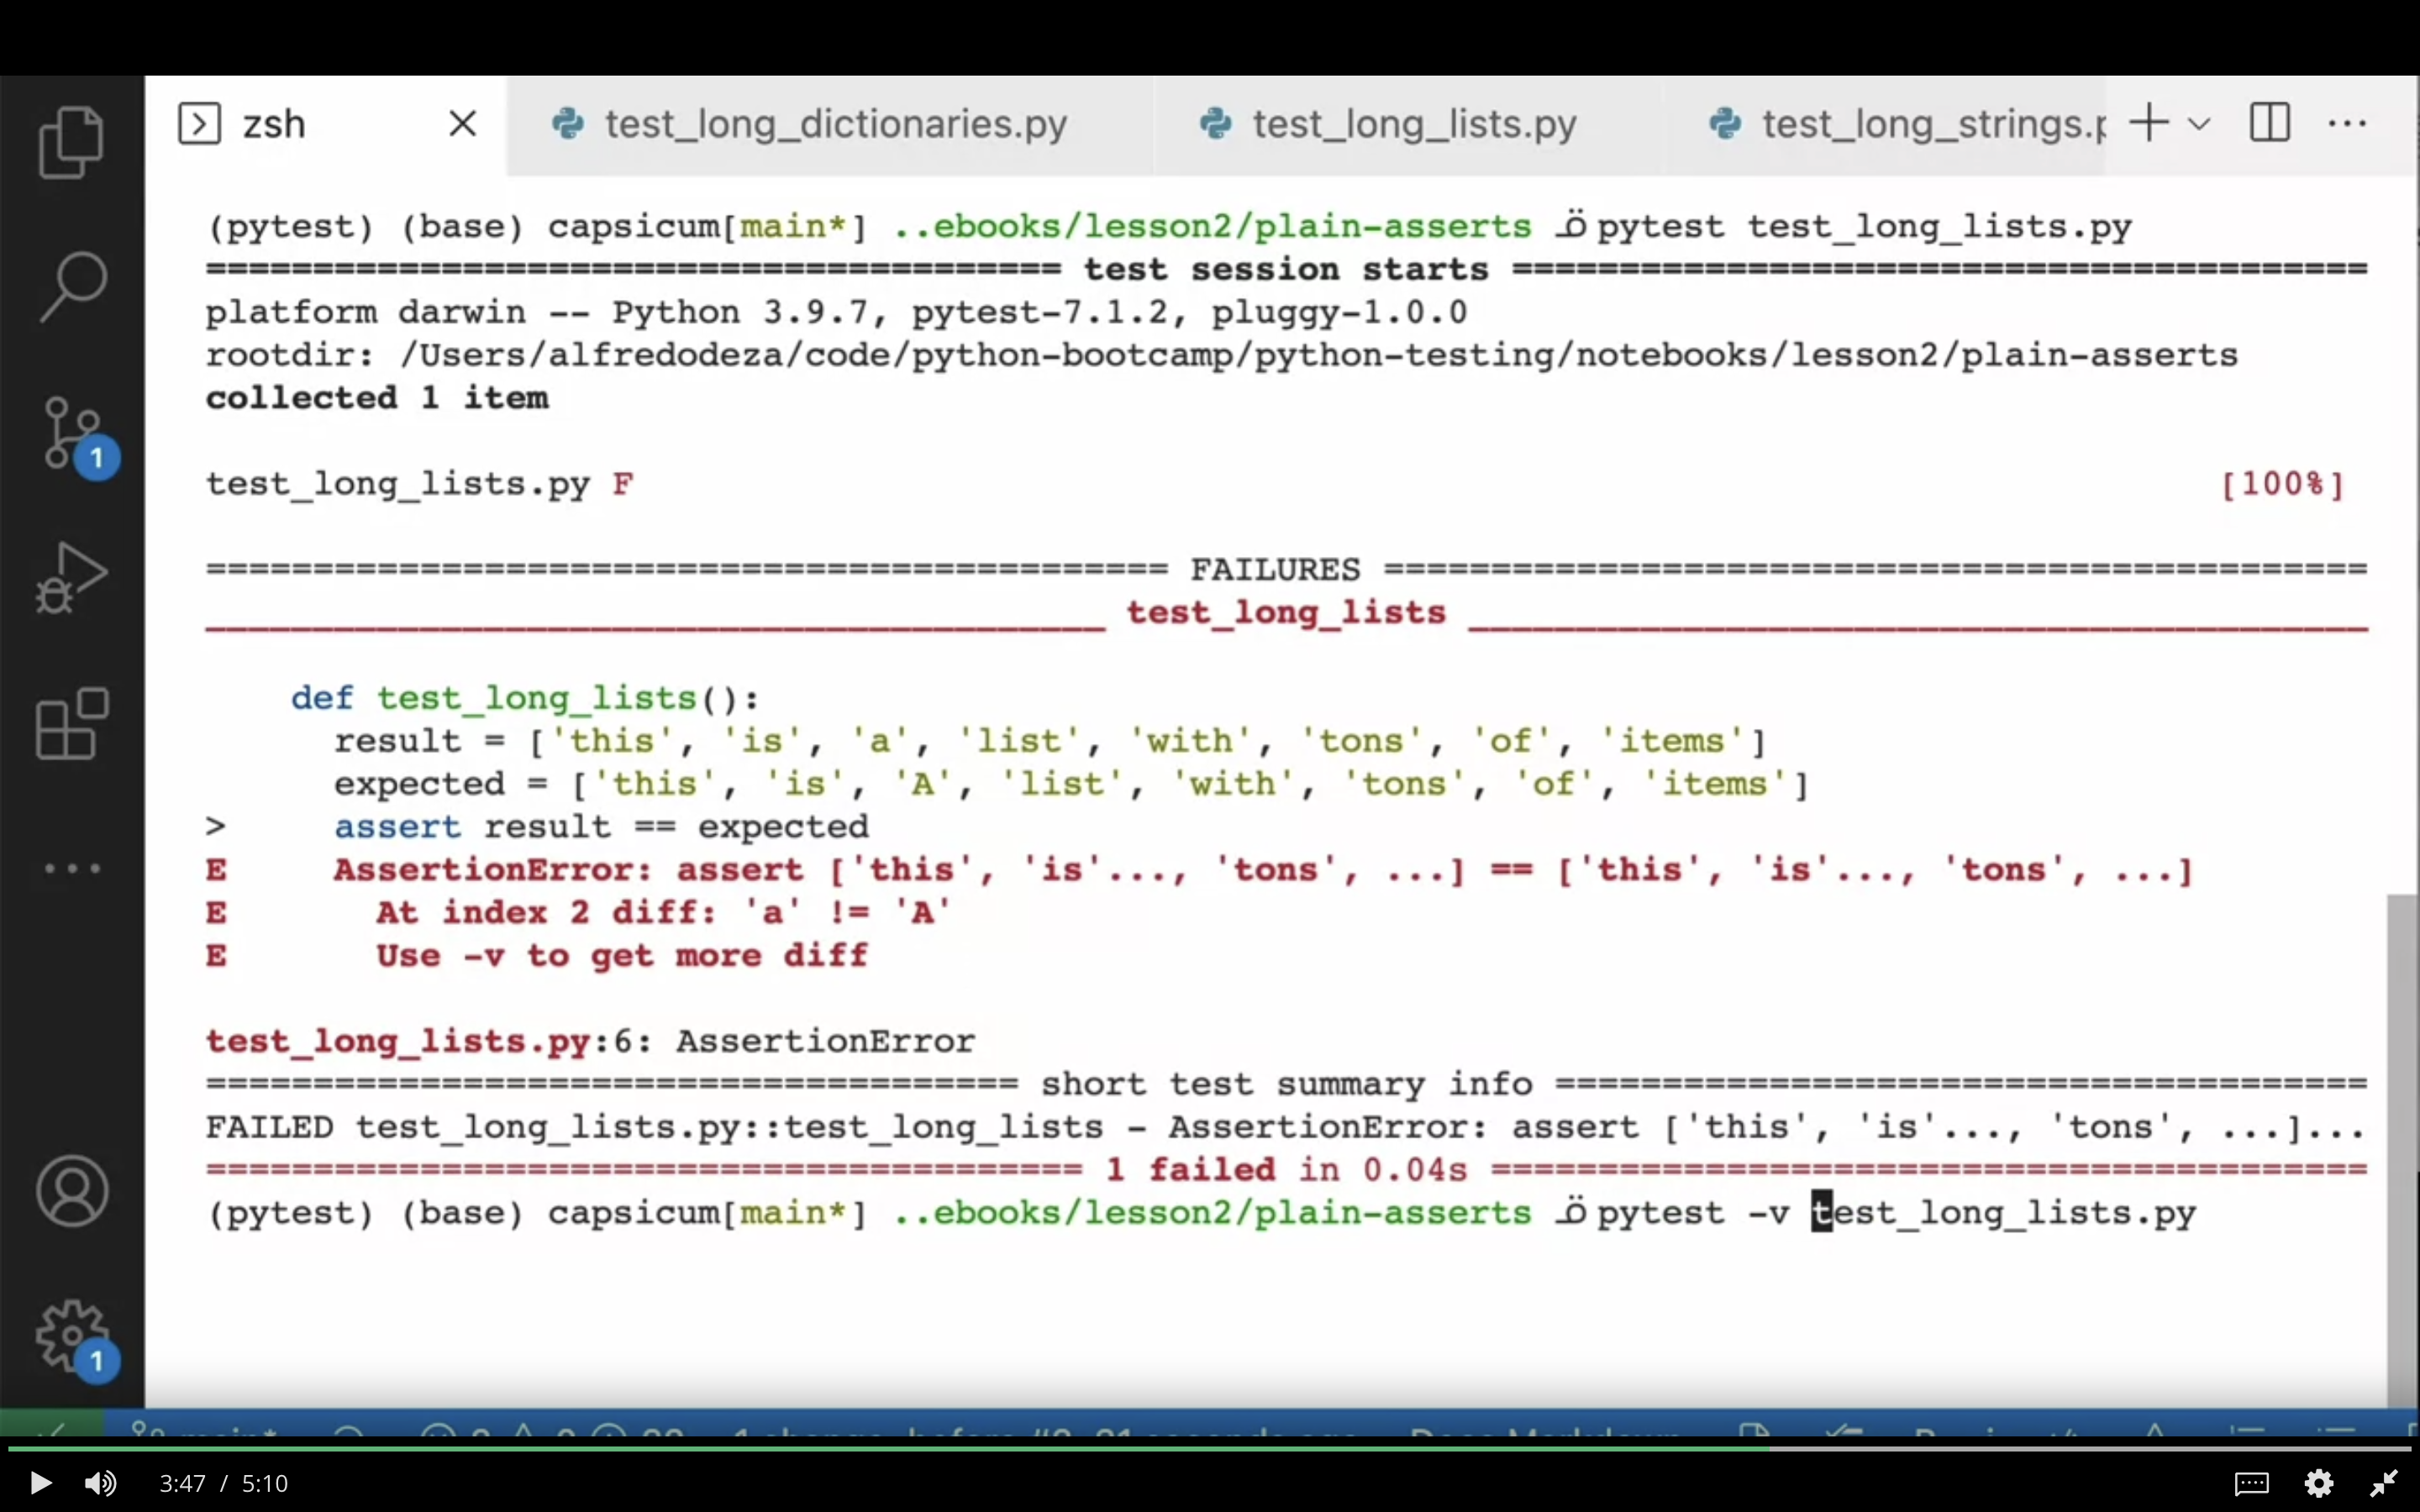 zsh test_long_dictionaries.py test_long_lists.py test_long_strings.p
(pytest) (base) capsicum[main*] ..ebooks/lesson2/plain-asserts pytest test_long_lists.py
======================================== test session starts ========================================
platform darwin -- Python 3.9.7, pytest-7.1.2, pluggy-1.0.0
rootdir: /Users/alfredodeza/code/python-bootcamp/python-testing/notebooks/lesson2/plain-asserts
collected 1 item
1
test_long_lists.py F [100%]
============================================= FAILURES ==============================================
__________________________________________ test_long_lists __________________________________________
def test_long_lists():
result = ['this', 'is', 'a', 'list', 'with', 'tons', 'of', 'items']
expected = ['this', 'is', 'A', 'list', 'with', 'tons', 'of', 'items']
> assert result == expected
E AssertionError: assert ['this', 'is'..., 'tons', ...] == ['this', 'is'..., 'tons', ...]
E At index 2 diff: 'a' != 'A'
E Use -v to get more diff
test_long_lists.py:6: AssertionError
====================================== short test summary info ======================================
FAILED test_long_lists.py::test_long_lists - AssertionError: assert ['this', 'is'..., 'tons', ...]...
========================================= 1 failed in 0.04s =========================================
(pytest) (base) capsicum[main*] ..ebooks/lesson2/plain-asserts pytest -v test_long_lists.py
1
3:47 / 5:10